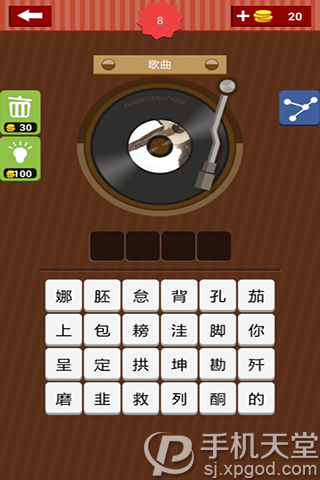 8
+ 20
歌曲
30
100
娜 胚 怠 背 孔 茄
上 包 耪 洼 脚 你
呈 定 拱 坤 勘 歼
磨 韭 救 列 酮 的
手机天堂
sj.xpgod.com